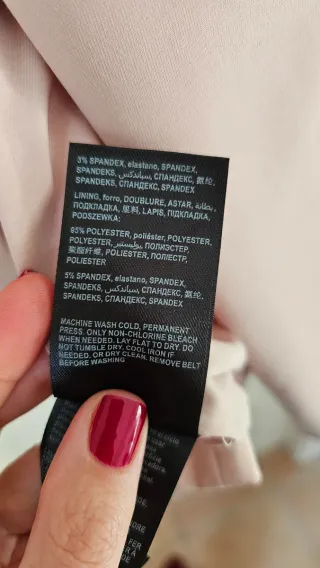 5% SPANDEX, elastano, SPANDEX,
SPANDEKS, سباندكس, СПАНДЕКС, 氨纶,
SPANDEKS, СПАНДЕКС, SPANDEX
LINING, forro, DOUBLURE, ASTAR, بطانة,
ПОДКЛАДКА, 里料, LAPIS, ПІДКЛАДКА,
PODSZEWKA:
95% POLYESTER, poliéster, POLYESTER,
POLYESTER, بوليستير, ПОЛИЭСТЕР,
聚酯纤维, POLIESTER, ПОЛІЕСТР,
POLIESTER
5% SPANDEX, elastano, SPANDEX,
SPANDEKS, سباندكس, СПАНДЕКС, 氨纶,
SPANDEKS, СПАНДЕКС, SPANDEX
MACHINE WASH COLD, PERMANENT
PRESS. ONLY NON-CHLORINE BLEACH
WHEN NEEDED. LAY FLAT TO DRY. DO
NOT TUMBLE DRY. COOL IRON IF
NEEDED. OR DRY CLEAN. REMOVE BELT
BEFORE WASHING